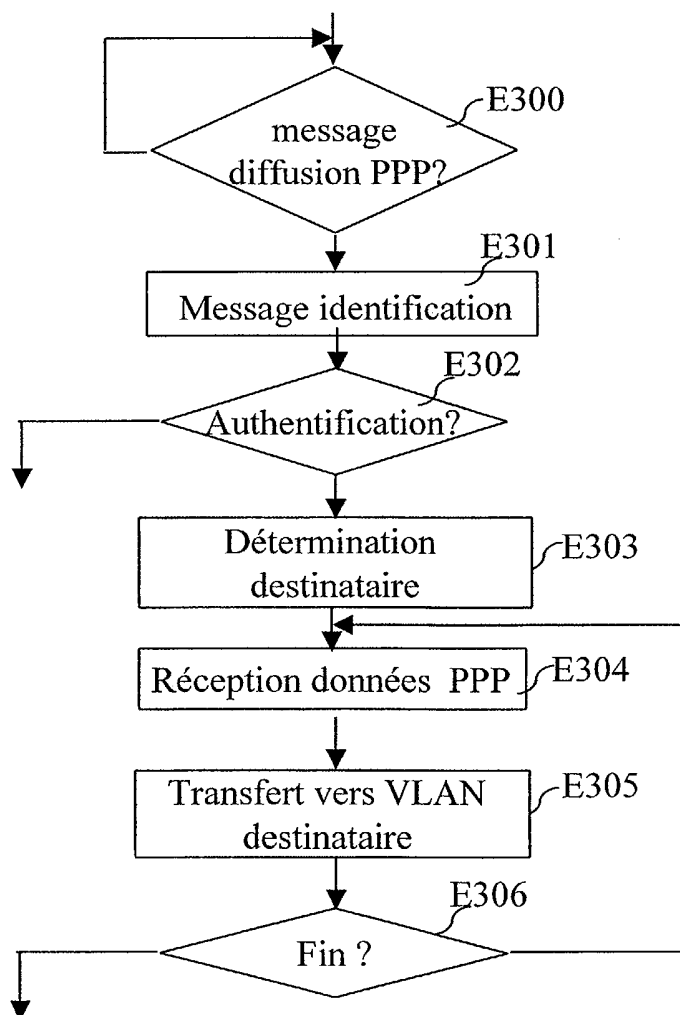 E300
message
diffusion PPP?
E301
Message identification
E302
Authentification?
Détermination
destinataire
E303
Réception données PPP
E304
Transfert vers VLAN
destinataire
E305
E306
Fin ?